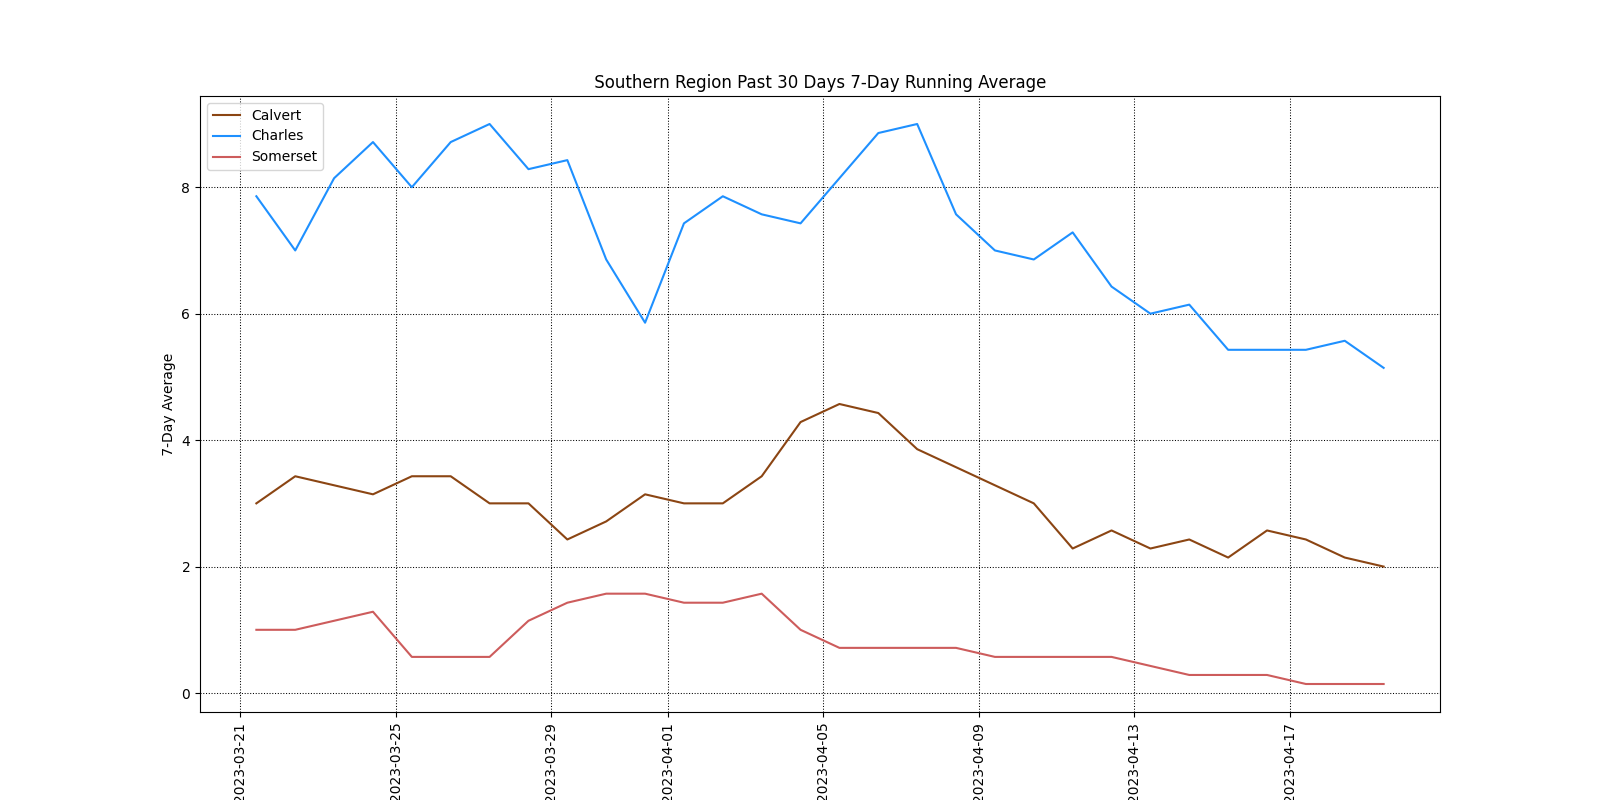 Southern Region Past 30 Days 7-Day Running Average
Calvert
Charles
Somerset
7-Day Average
8
6
4
2
0
2023-03-21
2023-03-25
2023-03-29
2023-04-01
2023-04-05
2023-04-09
2023-04-13
2023-04-17